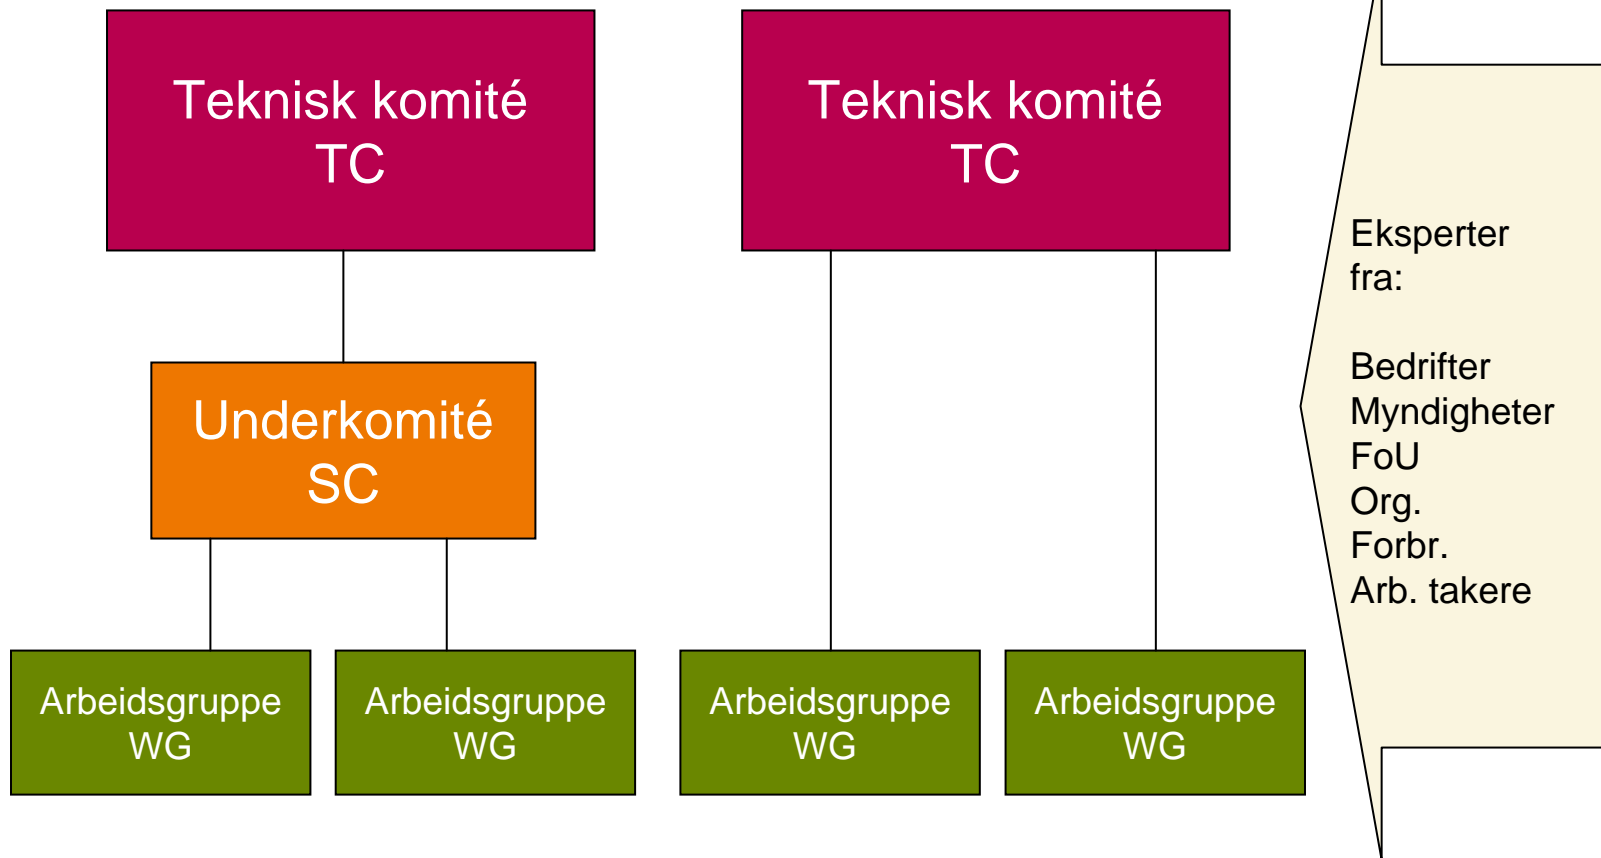 Teknisk komité
TC
Teknisk komité
TC
Underkomité
SC
Arbeidsgruppe
WG
Arbeidsgruppe
WG
Arbeidsgruppe
WG
Arbeidsgruppe
WG
Eksperter
fra:
Bedrifter
Myndigheter
FoU
Org.
Forbr.
Arb. takere